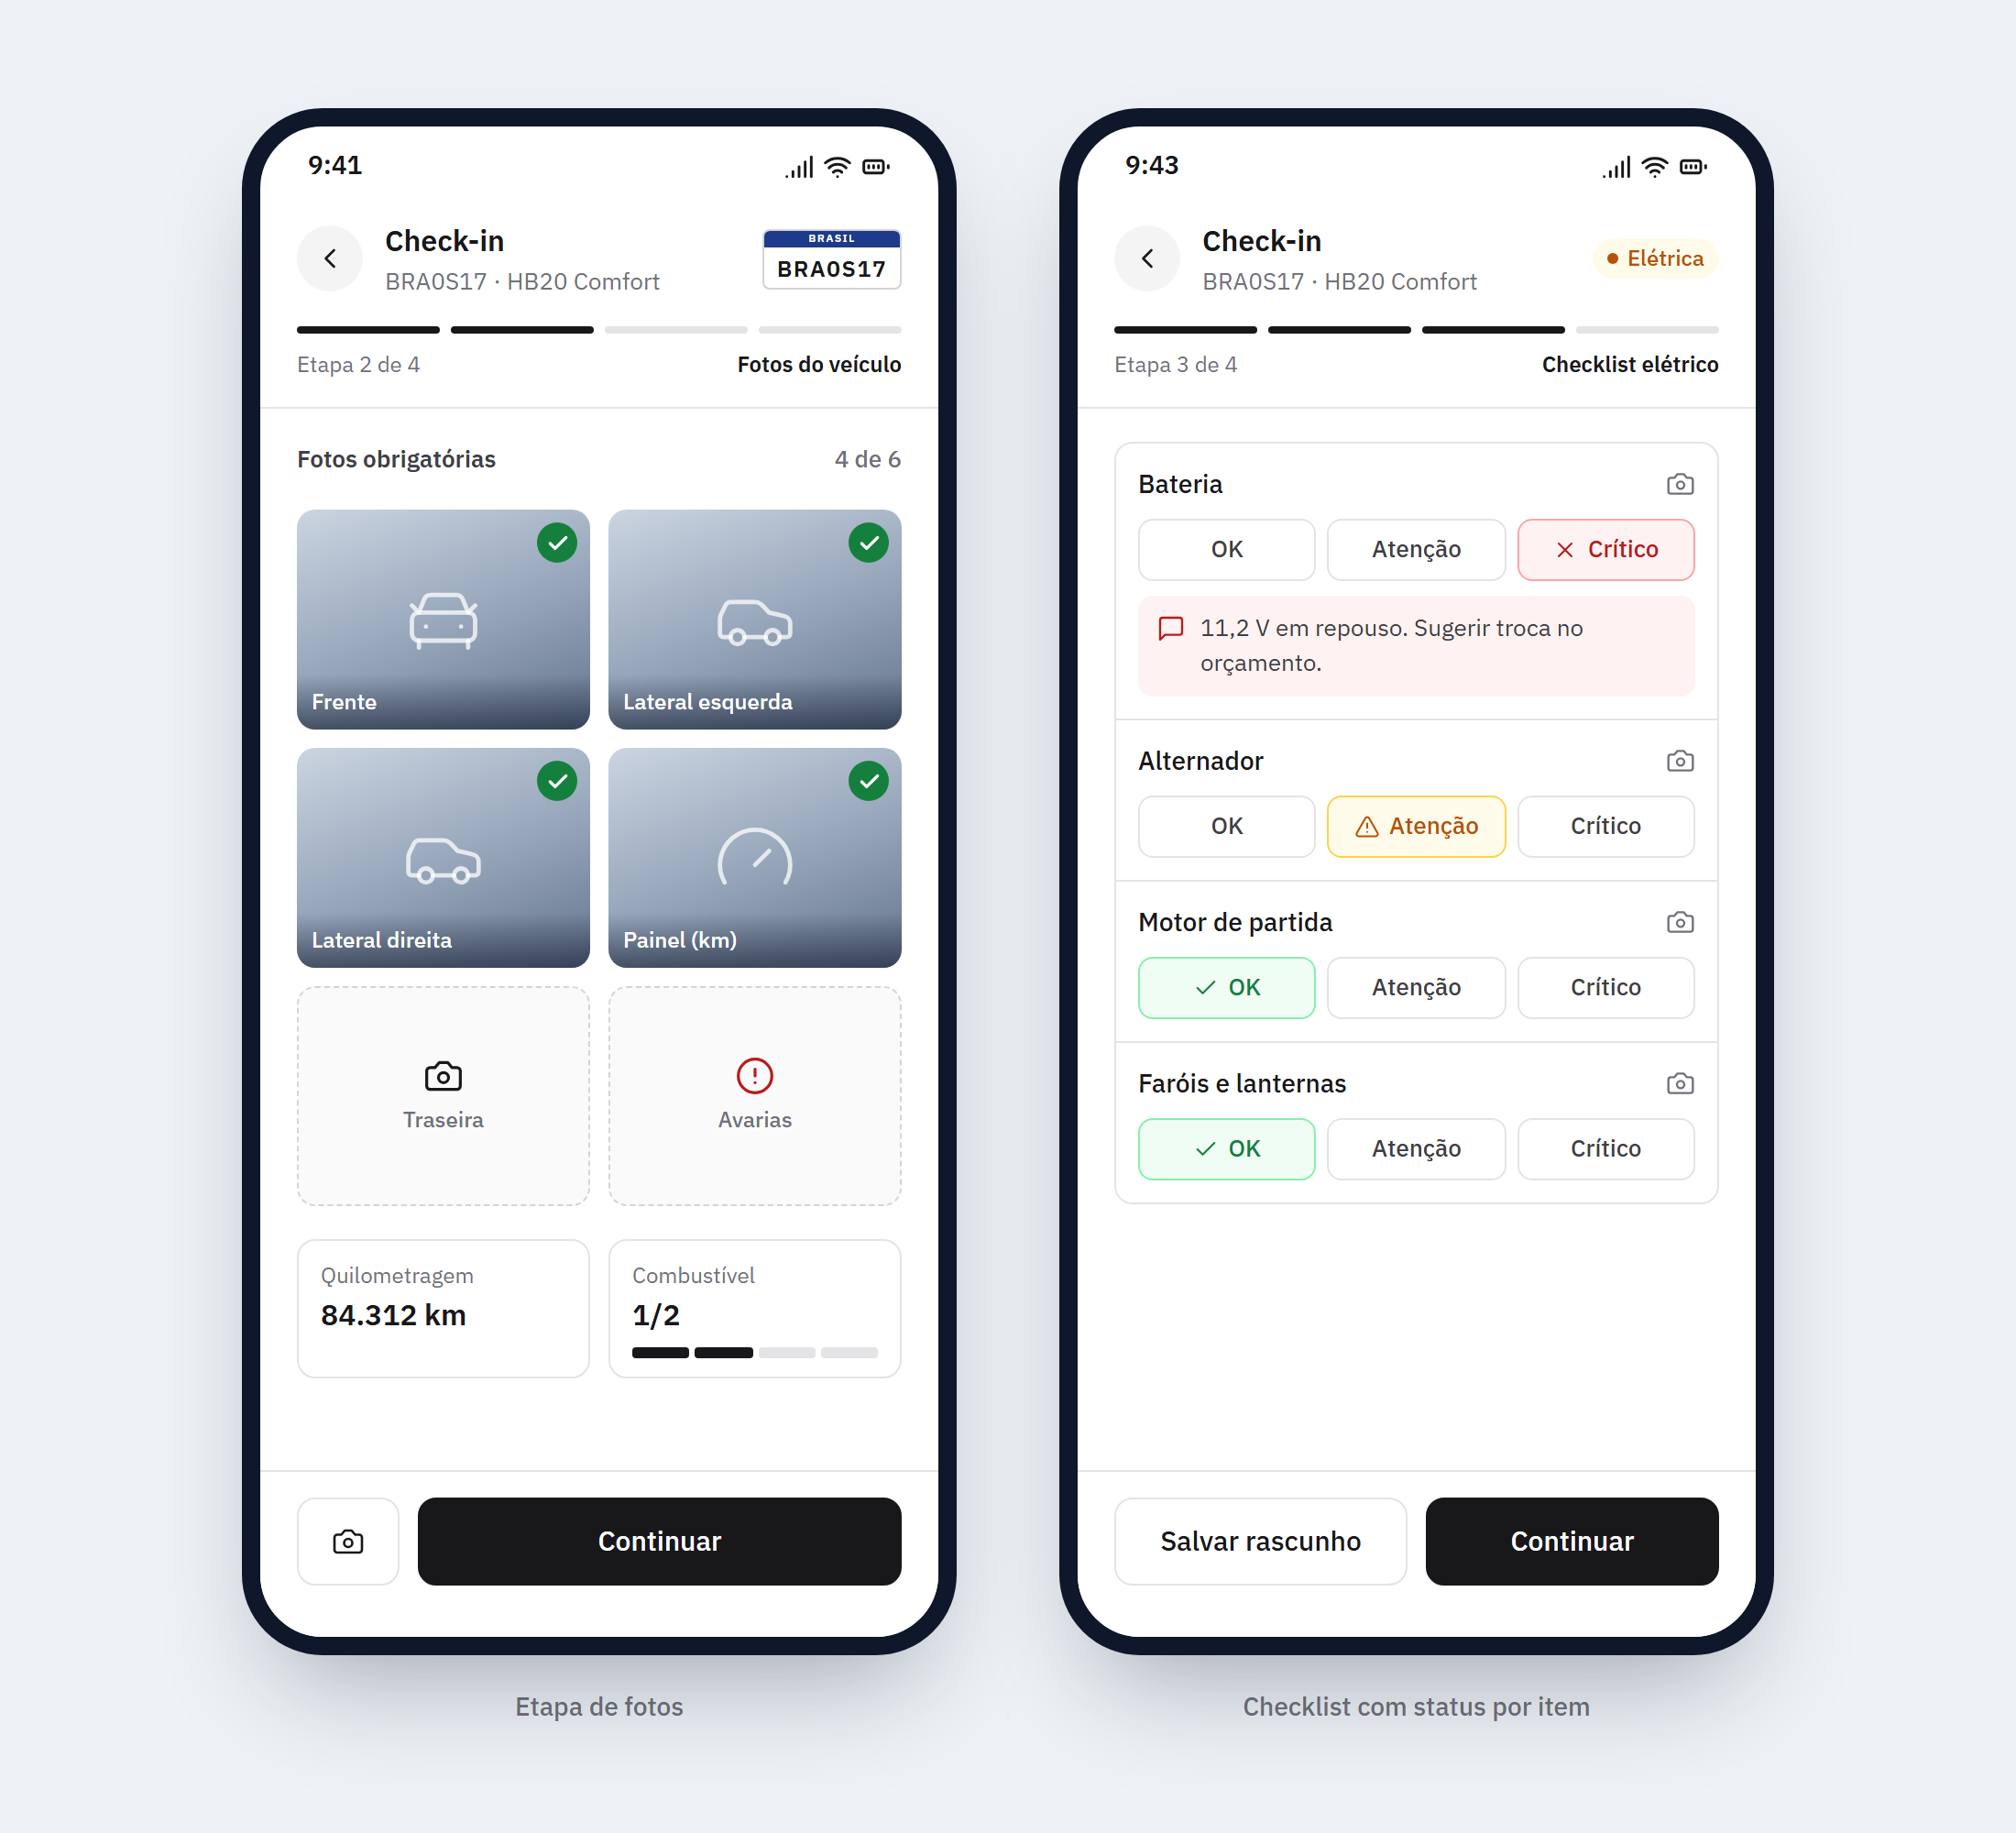 9:41
Check-in
BRA0S17 · HB20 Comfort
BRASIL
BRA0S17
Etapa 2 de 4
Fotos do veículo
Fotos obrigatórias
4 de 6
Frente
Lateral esquerda
Lateral direita
Painel (km)
Traseira
Avarias
Quilometragem
84.312 km
Combustível
1/2
Continuar
Etapa de fotos
9:43
Check-in
BRA0S17 · HB20 Comfort
Elétrica
Etapa 3 de 4
Checklist elétrico
Bateria
OK
Atenção
Crítico
11,2 V em repouso. Sugerir troca no
orçamento.
Alternador
OK
Atenção
Crítico
Motor de partida
OK
Atenção
Crítico
Faróis e lanternas
OK
Atenção
Crítico
Salvar rascunho
Continuar
Checklist com status por item